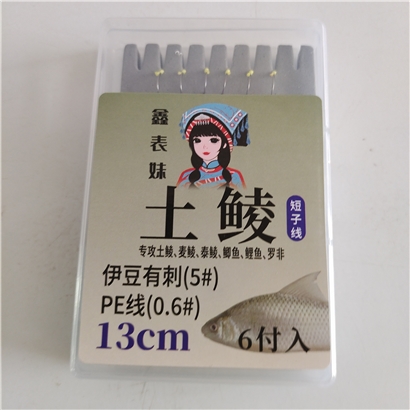 鑫表妹
土鲮
短子线
专攻土鲮、麦鲮、泰鲮、鲫鱼、鲤鱼、罗非
伊豆有刺(5#)
PE线(0.6#)
13cm
6付入